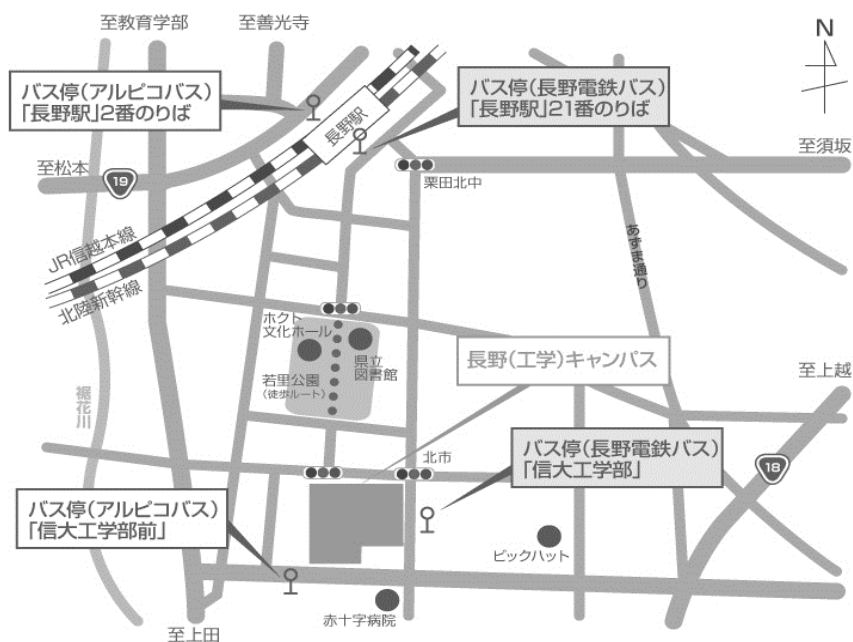 至教育学部
至善光寺
N
バス停(アルピコバス)
「長野駅」2番のりば
バス停(長野電鉄バス)
「長野駅」21番のりば
長野駅
至須坂
至松本
19
栗田北中
JR信越本線
北陸新幹線
あずま通り
ホクト
文化ホール
県立
図書館
長野(工学)キャンパス
至上越
若里公園
(徒歩ルート)
裾花川
北市
バス停(長野電鉄バス)
「信大工学部」
18
バス停(アルピコバス)
「信大工学部前」
ビックハット
赤十字病院
至上田